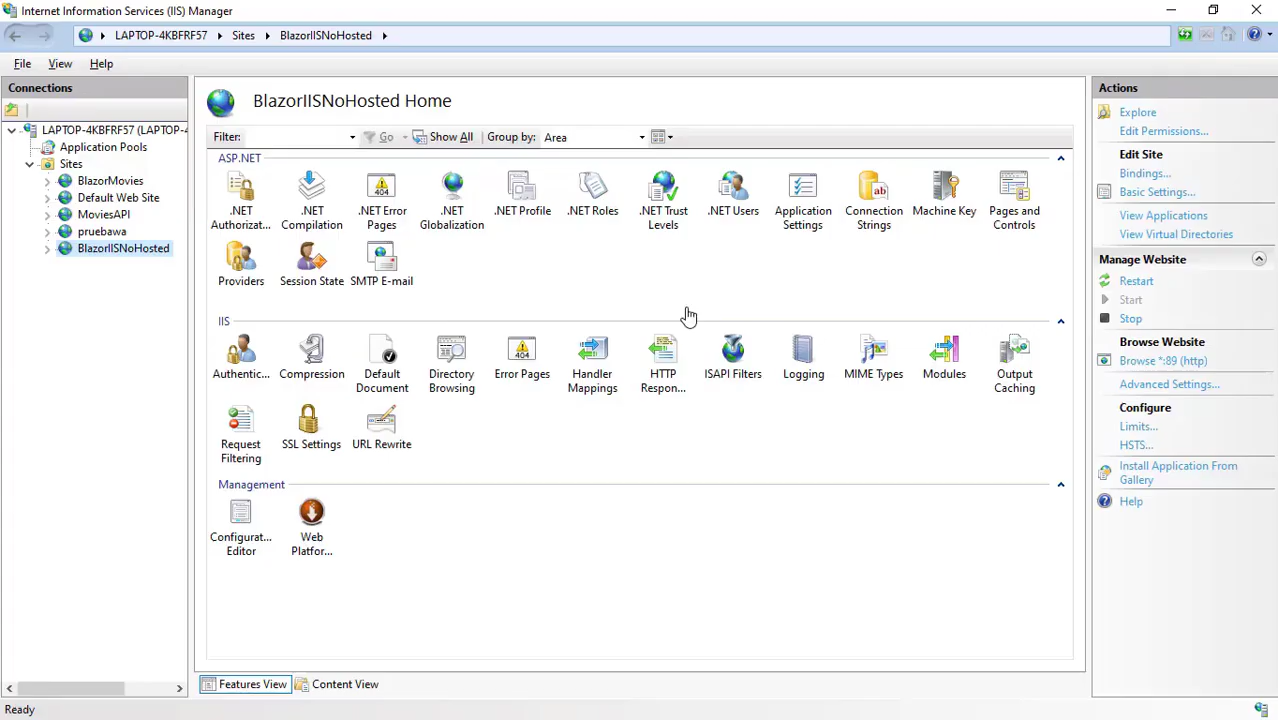 Internet Information Services (IIS) Manager
LAPTOP-4KBFRF57 Sites BlazorIISNoHosted
File View Help
Connections
LAPTOP-4KBFRF57 (LAPTOP-4
Application Pools
Sites
BlazorMovies
Default Web Site
MoviesAPI
pruebawa
BlazorIISNoHosted
BlazorIISNoHosted Home
Filter: Go Show All Group by: Area
ASP.NET
.NET Authorizat...
.NET Compilation
.NET Error Pages
.NET Globalization
.NET Profile
.NET Roles
.NET Trust Levels
.NET Users
Application Settings
Connection Strings
Machine Key
Pages and Controls
Providers
Session State
SMTP E-mail
IIS
Authentic...
Compression
Default Document
Directory Browsing
Error Pages
Handler Mappings
HTTP Respon...
ISAPI Filters
Logging
MIME Types
Modules
Output Caching
Request Filtering
SSL Settings
URL Rewrite
Management
Configurat... Editor
Web Platfor...
Features View Content View
Actions
Explore
Edit Permissions...
Edit Site
Bindings...
Basic Settings...
View Applications
View Virtual Directories
Manage Website
Restart
Start
Stop
Browse Website
Browse *:89 (http)
Advanced Settings...
Configure
Limits...
HSTS...
Install Application From
Gallery
Help
Ready